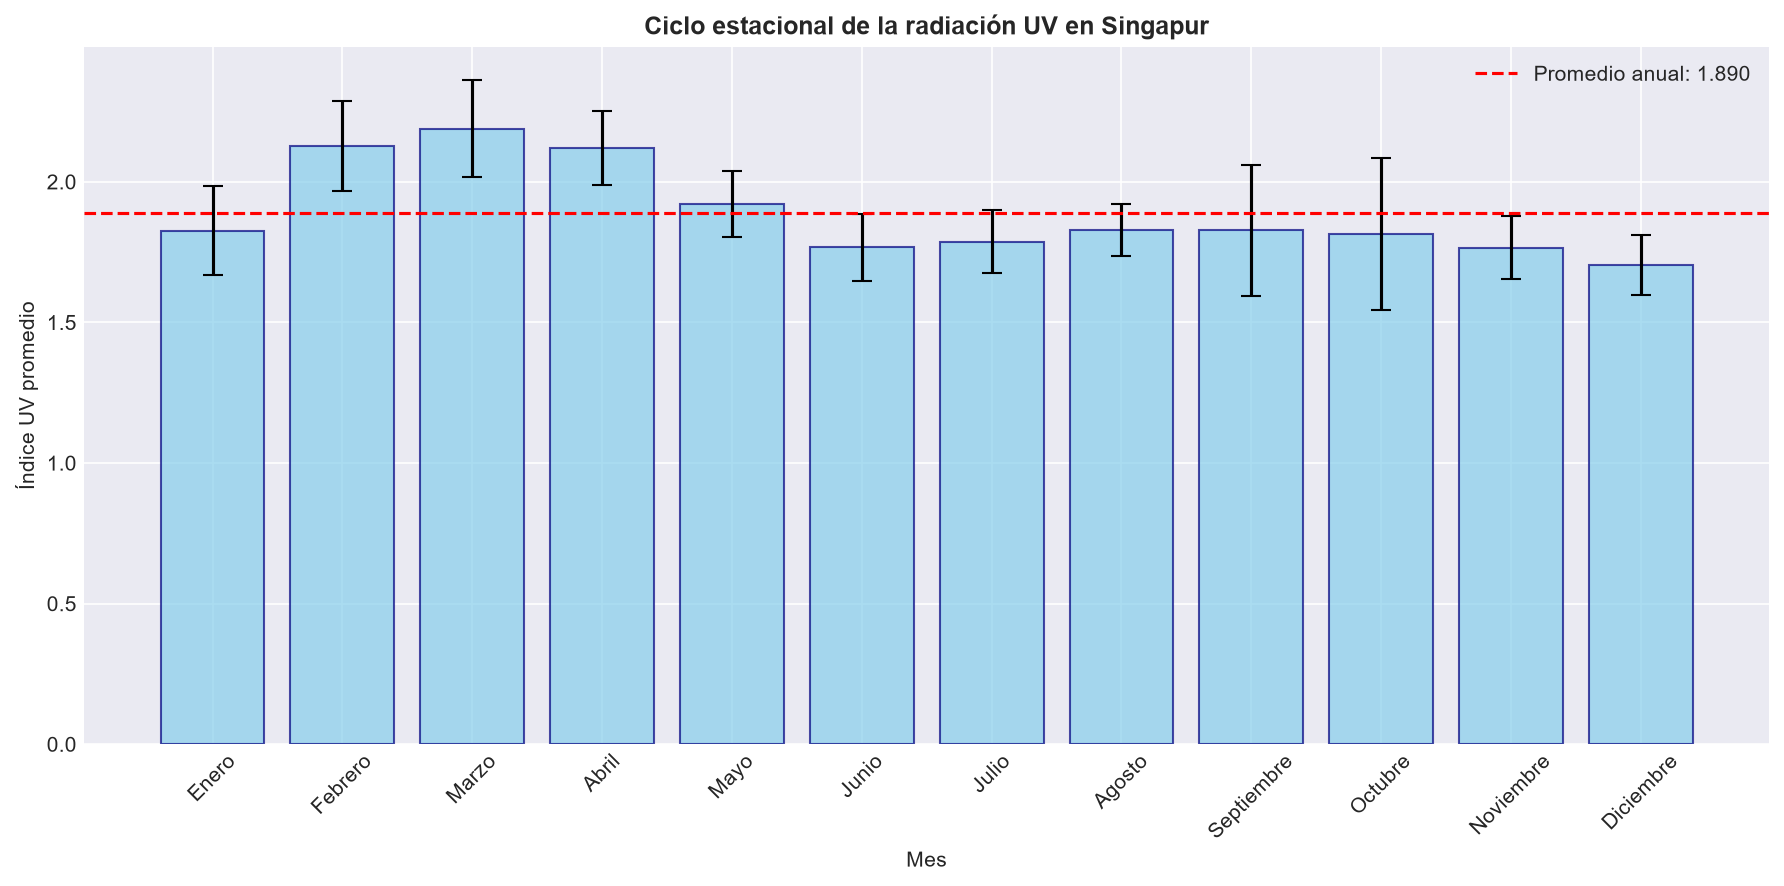 Ciclo estacional de la radiación UV en Singapur
Promedio anual: 1.890
Índice UV promedio
2.0
1.5
1.0
0.5
0.0
Enero
Febrero
Marzo
Abril
Mayo
Junio
Julio
Agosto
Septiembre
Octubre
Noviembre
Diciembre
Mes